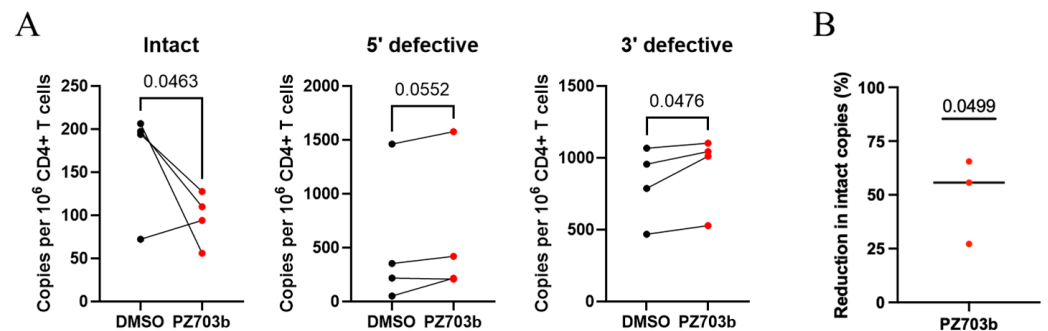 A
Intact
Copies per 10⁶ CD4+ T cells
250
200
150
100
50
0
0.0463
DMSO PZ703b
5' defective
Copies per 10⁶ CD4+ T cells
2000
1500
1000
500
0
0.0552
DMSO PZ703b
3' defective
Copies per 10⁶ CD4+ T cells
1500
1000
500
0
0.0476
DMSO PZ703b
B
Reduction in intact copies (%)
100
75
50
25
0
0.0499
PZ703b